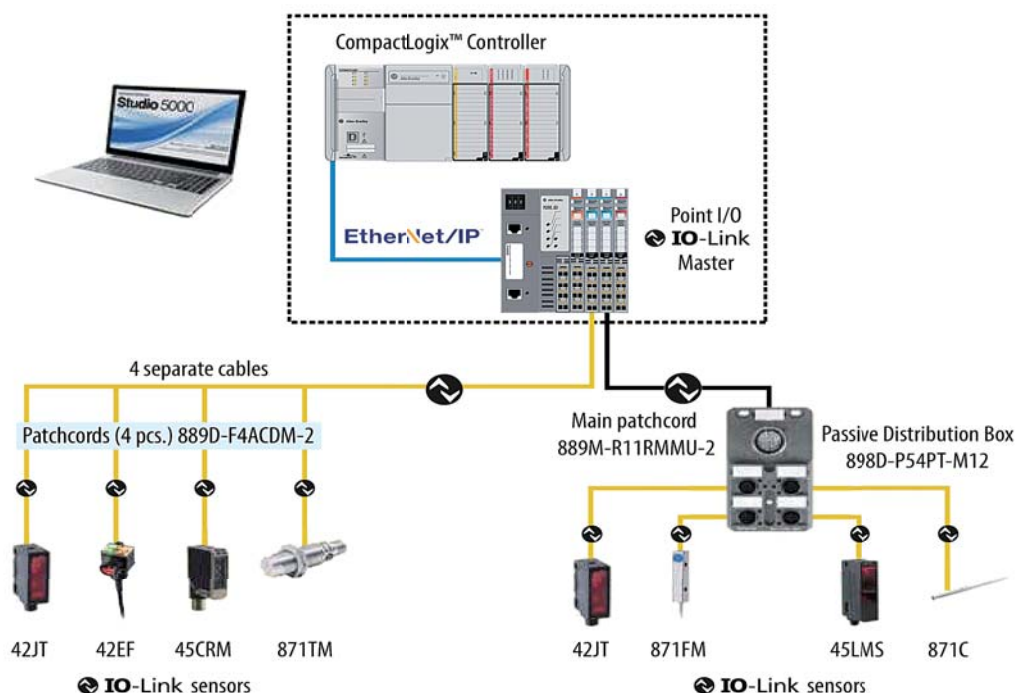 CompactLogix™ Controller
Studio 5000
EtherNet/IP
Point I/O
IO-Link
Master
4 separate cables
Patchcords (4 pcs.) 889D-F4ACDM-2
Main patchcord
889M-R11RMMU-2
Passive Distribution Box
898D-P54PT-M12
42JT
42EF
45CRM
871TM
IO-Link sensors
42JT
871FM
45LMS
871C
IO-Link sensors